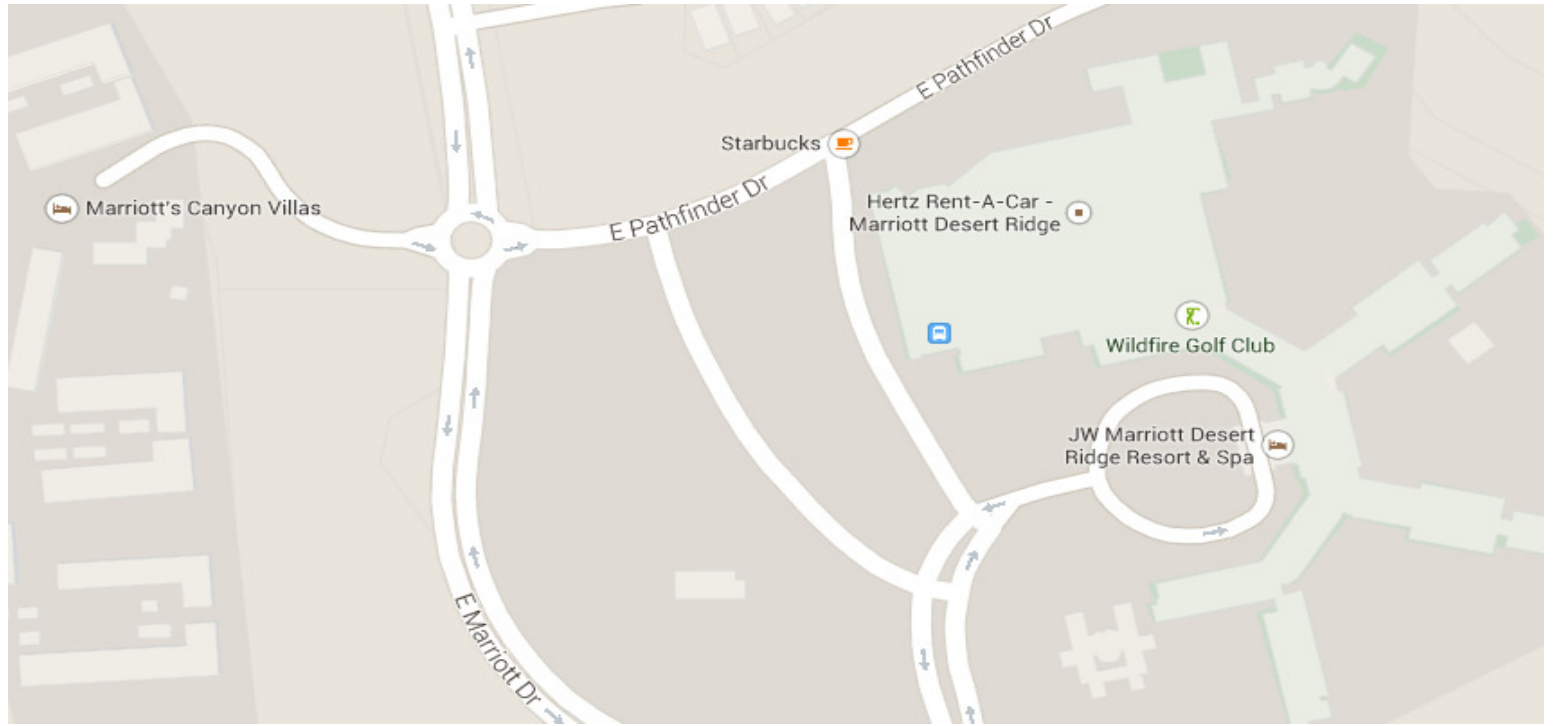 E Pathfinder Dr
Starbucks
E Pathfinder Dr
Marriott's Canyon Villas
Hertz Rent-A-Car -
Marriott Desert Ridge
Wildfire Golf Club
JW Marriott Desert
Ridge Resort & Spa
E Marriott Dr